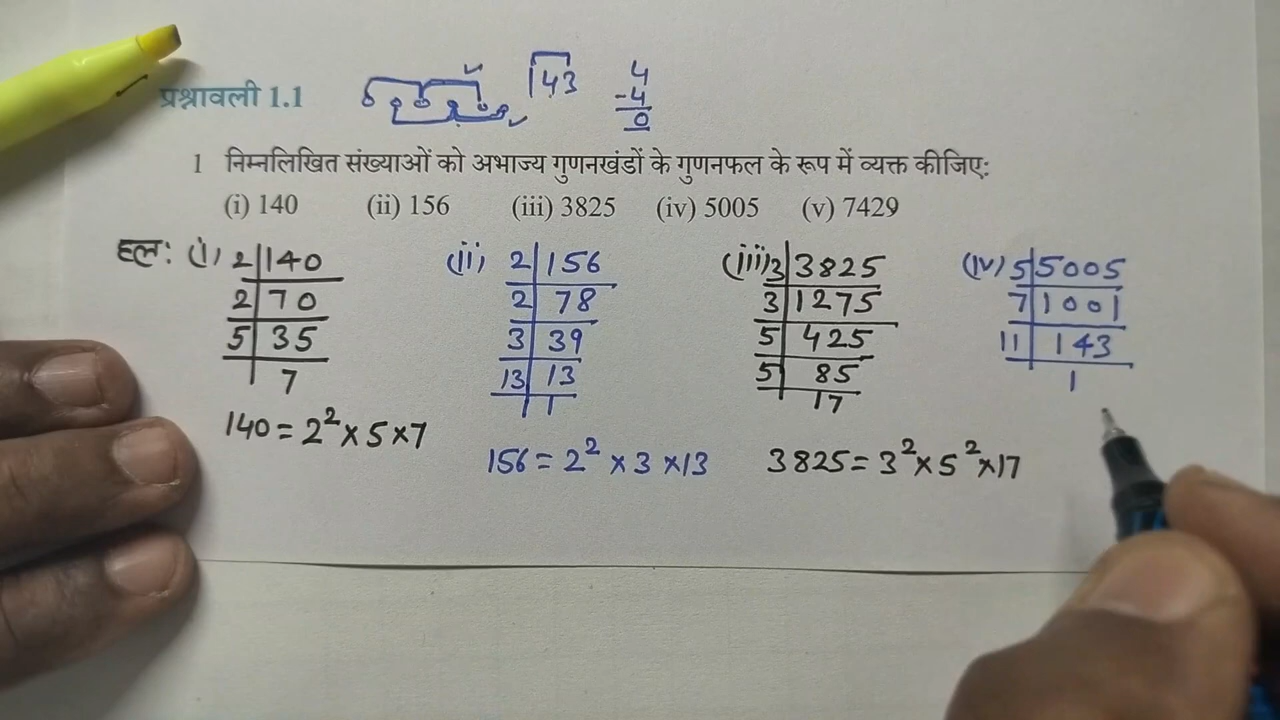 प्रश्नावली 1.1
143
4
-4
0
1 निम्नलिखित संख्याओं को अभाज्य गुणनखंडों के गुणनफल के रूप में व्यक्त कीजिए:
(i) 140 (ii) 156 (iii) 3825 (iv) 5005 (v) 7429
हल: (i) 2 | 140
2 | 70
5 | 35
7
140 = 2² × 5 × 7
(ii) 2 | 156
2 | 78
3 | 39
13 | 13
1
156 = 2² × 3 × 13
(iii) 3 | 3825
3 | 1275
5 | 425
5 | 85
17
3825 = 3² × 5² × 17
(iv) 5 | 5005
7 | 1001
11 | 143
1